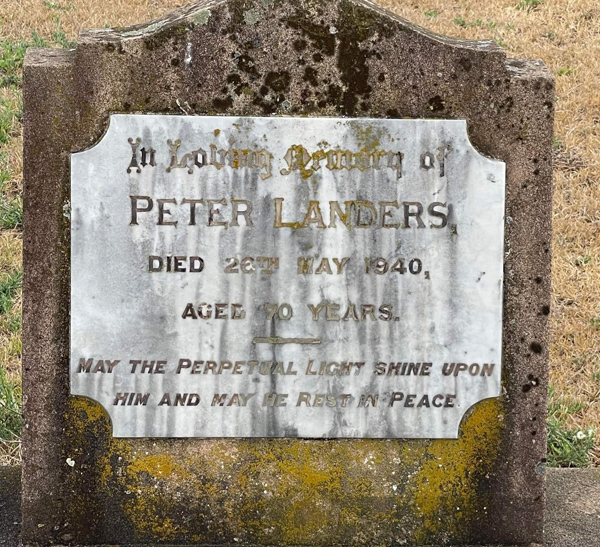 In Loving Memory of
PETER LANDERS,
DIED 26TH MAY 1940,
AGED 70 YEARS.
MAY THE PERPETUAL LIGHT SHINE UPON
HIM AND MAY HE REST IN PEACE.